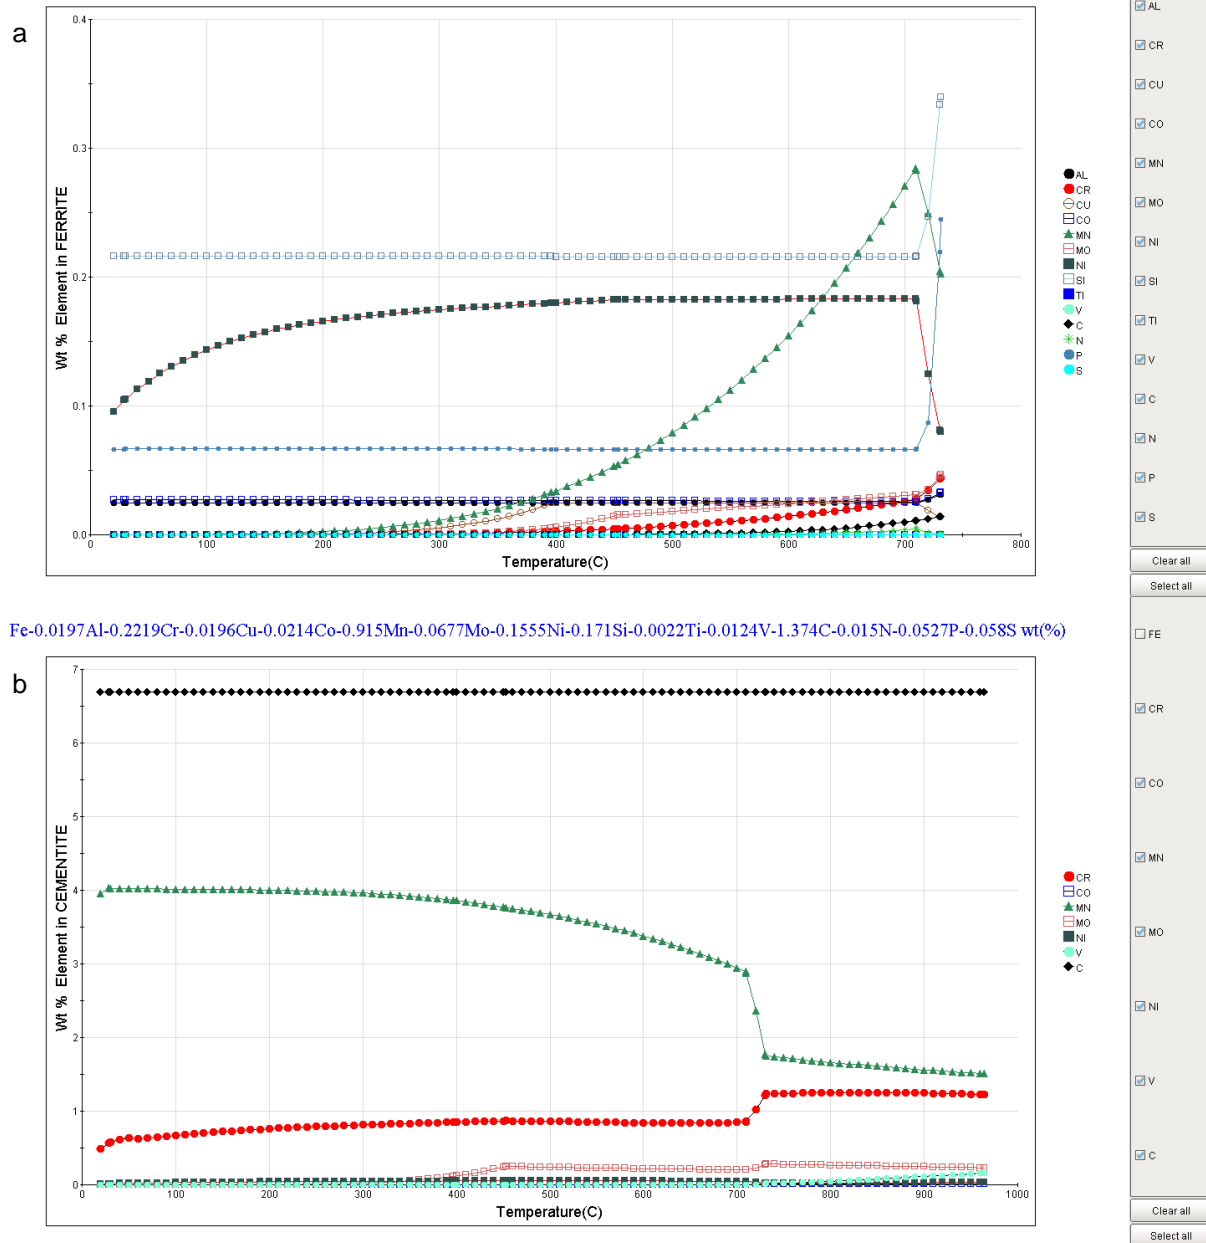 a
0.4
0.3
0.2
0.1
0.0
Wt % Element in FERRITE
0
100
200
300
400
500
600
700
800
Temperature(C)
AL
CR
CU
CO
MN
MO
NI
SI
TI
V
C
N
P
S
AL
CR
CU
CO
MN
MO
NI
SI
TI
V
C
N
P
S
Clear all
Select all
Fe-0.0197Al-0.2219Cr-0.0196Cu-0.0214Co-0.915Mn-0.0677Mo-0.1555Ni-0.171Si-0.0022Ti-0.0124V-1.374C-0.015N-0.0527P-0.058S wt(%)
b
7
6
5
4
3
2
1
0
Wt % Element in CEMENTITE
0
100
200
300
400
500
600
700
800
900
1000
Temperature(C)
CR
CO
MN
MO
NI
V
C
FE
CR
CO
MN
MO
NI
V
C
Clear all
Select all